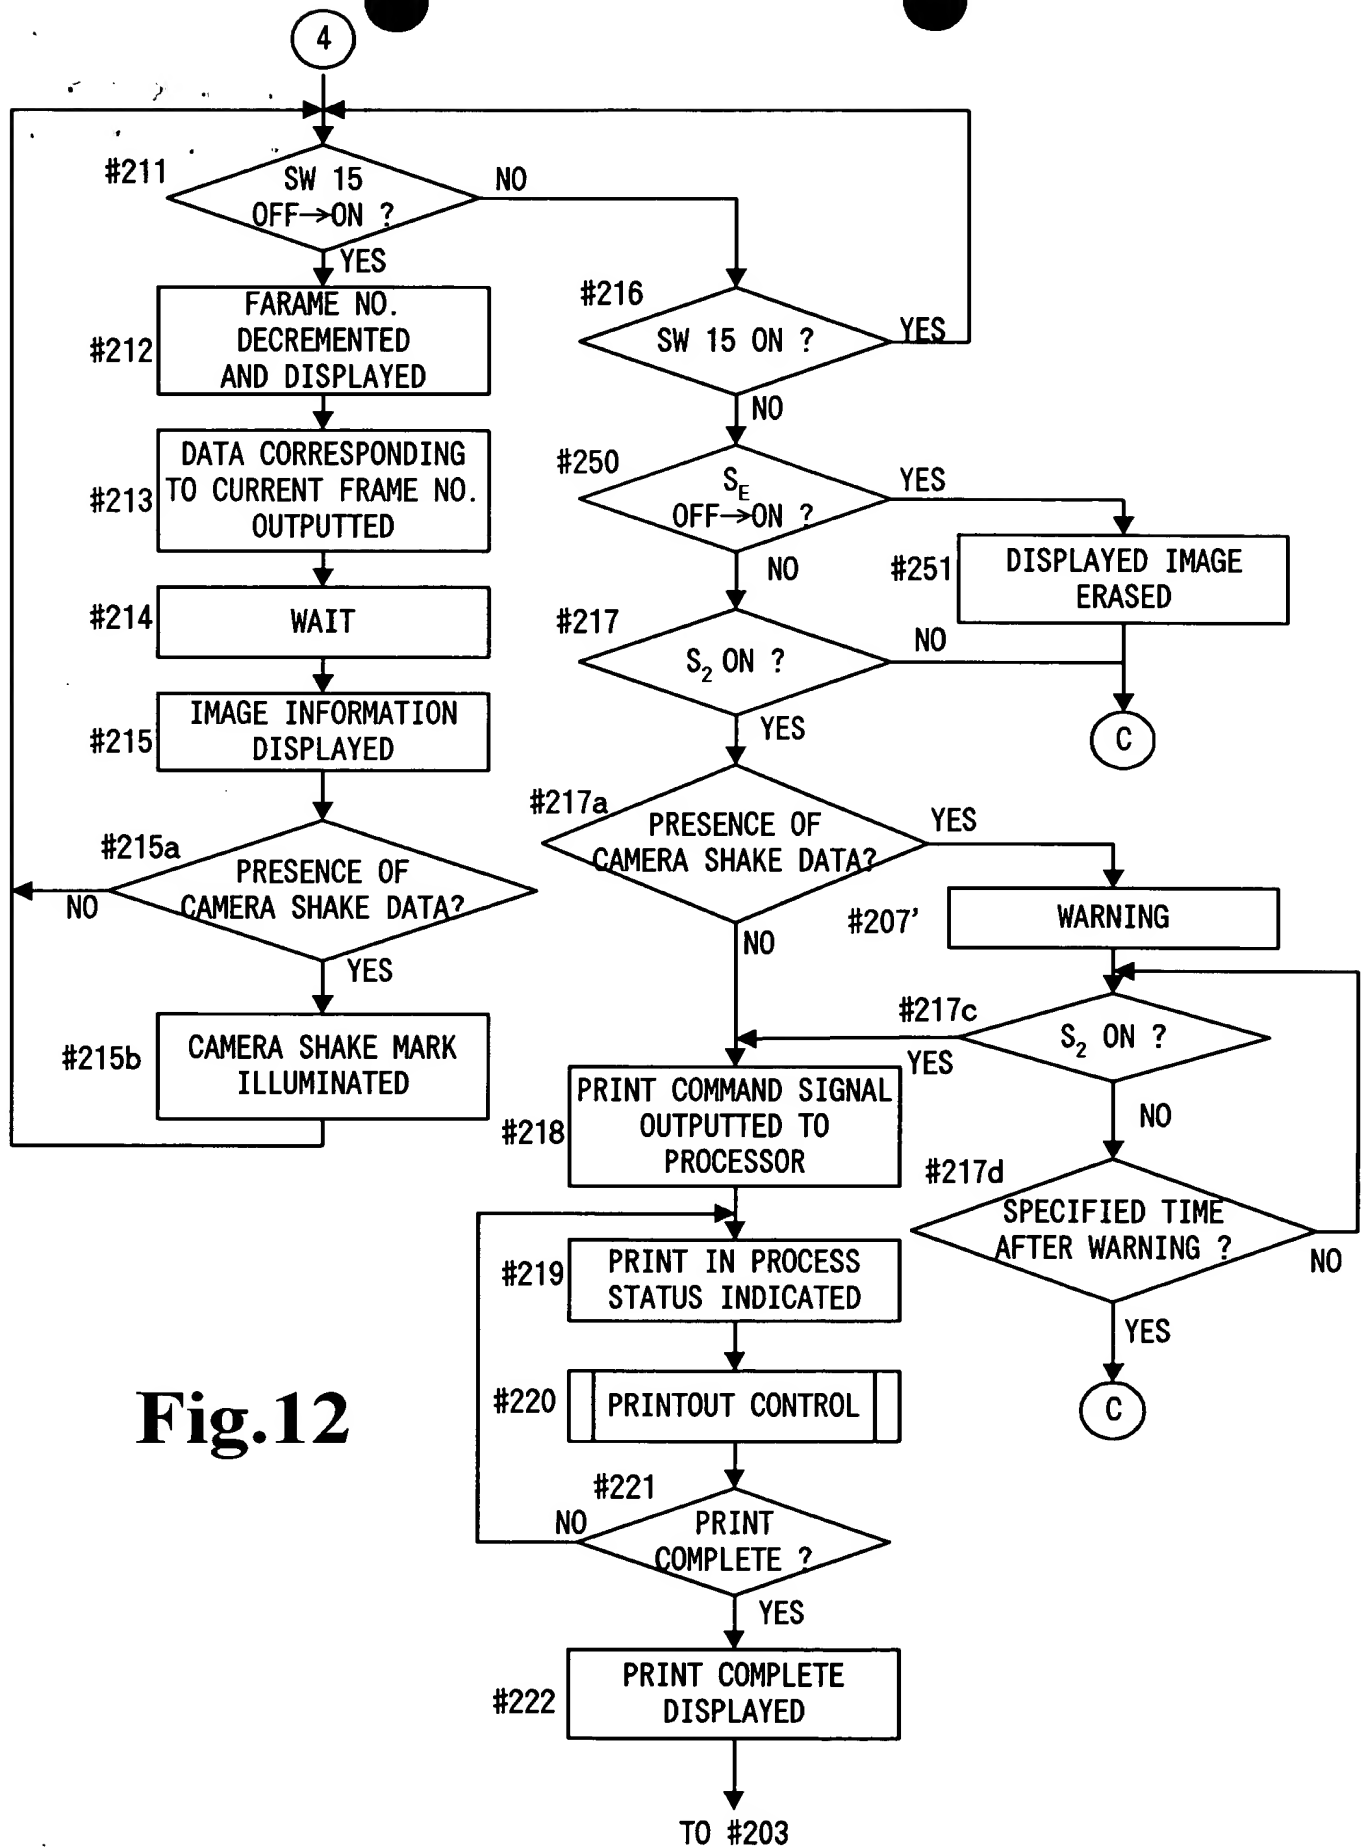 4
#211
SW 15
OFF→ON ?
NO
YES
#212
FARAME NO.
DECREMENTED
AND DISPLAYED
#213
DATA CORRESPONDING
TO CURRENT FRAME NO.
OUTPUTTED
#214
WAIT
#215
IMAGE INFORMATION
DISPLAYED
#215a
PRESENCE OF
CAMERA SHAKE DATA?
NO
YES
#215b
CAMERA SHAKE MARK
ILLUMINATED
#216
SW 15 ON ?
YES
NO
#250
SE
OFF→ON ?
YES
NO
#251
DISPLAYED IMAGE
ERASED
#217
S2 ON ?
NO
YES
C
#217a
PRESENCE OF
CAMERA SHAKE DATA?
YES
NO
#207'
WARNING
#217c
S2 ON ?
YES
NO
#217d
SPECIFIED TIME
AFTER WARNING ?
NO
YES
C
#218
PRINT COMMAND SIGNAL
OUTPUTTED TO
PROCESSOR
#219
PRINT IN PROCESS
STATUS INDICATED
#220
PRINTOUT CONTROL
#221
PRINT
COMPLETE ?
NO
YES
#222
PRINT COMPLETE
DISPLAYED
TO #203
Fig.12